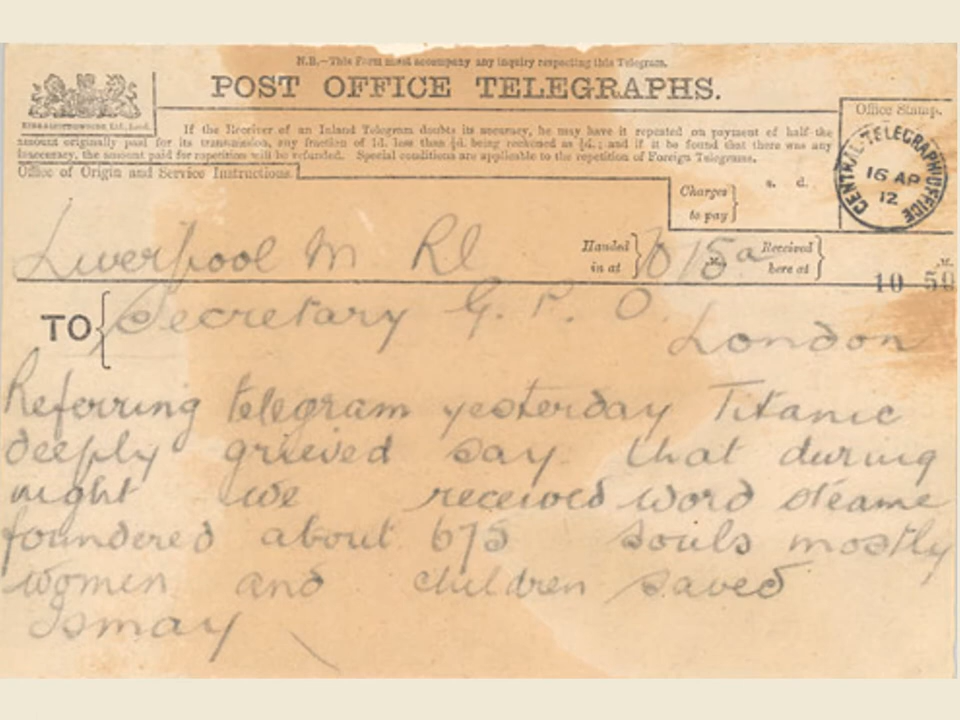 N.B.—This Form must accompany any inquiry respecting this Telegram.
POST OFFICE TELEGRAPHS.
If the Receiver of an Inland Telegram doubts its accuracy, he may have it repeated on payment of half the
amount originally paid for its transmission, any fraction of 1d. less than ½d. being reckoned as ½d.; and if it be found that there was any
inaccuracy, the amount paid for repetition will be refunded. Special conditions are applicable to the repetition of Foreign Telegrams.
Office of Origin and Service Instructions.
Office Stamp.
CENTRAL TELEGRAPH OFFICE
16 AP
12
Charges
to pay
s. d.
Liverpool M Rl
Handed
in at
10 15a
Received
here at
10 50
TO Secretary G. P. O.
London
Referring telegram yesterday Titanic
deeply grieved say that during
night we received word steame
foundered about 675 souls mostly
women and children saved
Ismay